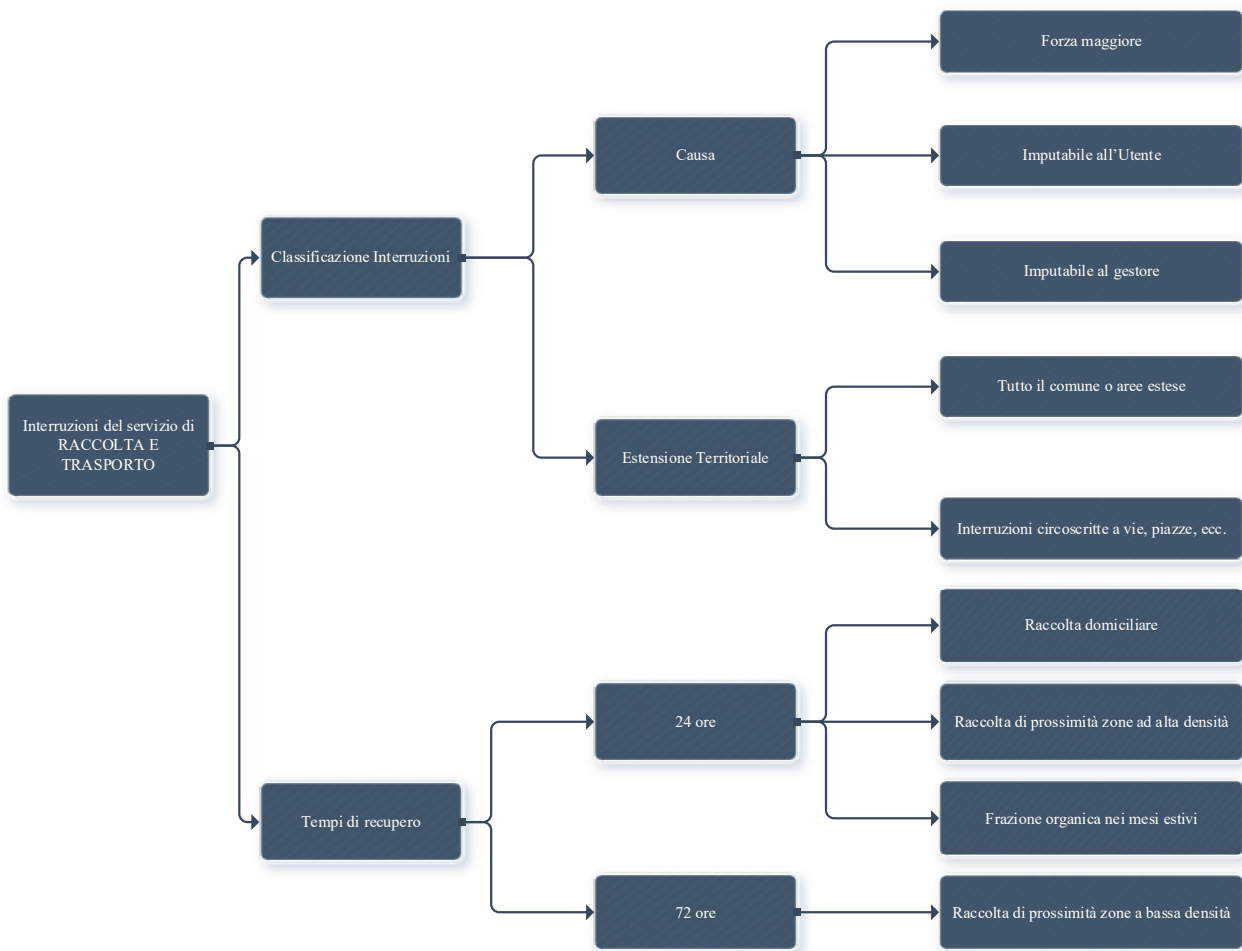 Interruzioni del servizio di
RACCOLTA E
TRASPORTO
Classificazione Interruzioni
Causa
Forza maggiore
Imputabile all’Utente
Imputabile al gestore
Estensione Territoriale
Tutto il comune o aree estese
Interruzioni circoscritte a vie, piazze, ecc.
Tempi di recupero
24 ore
Raccolta domiciliare
Raccolta di prossimità zone ad alta densità
Frazione organica nei mesi estivi
72 ore
Raccolta di prossimità zone a bassa densità